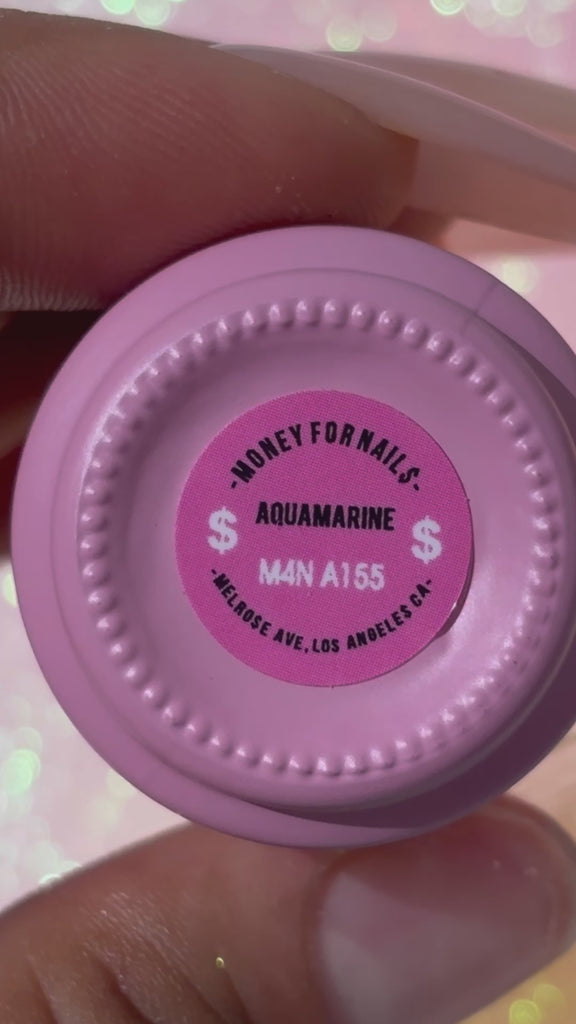 -MONEY FOR NAILS-
AQUAMARINE
$ $
M4N A155
-MELROSE AVE, LOS ANGELES CA-